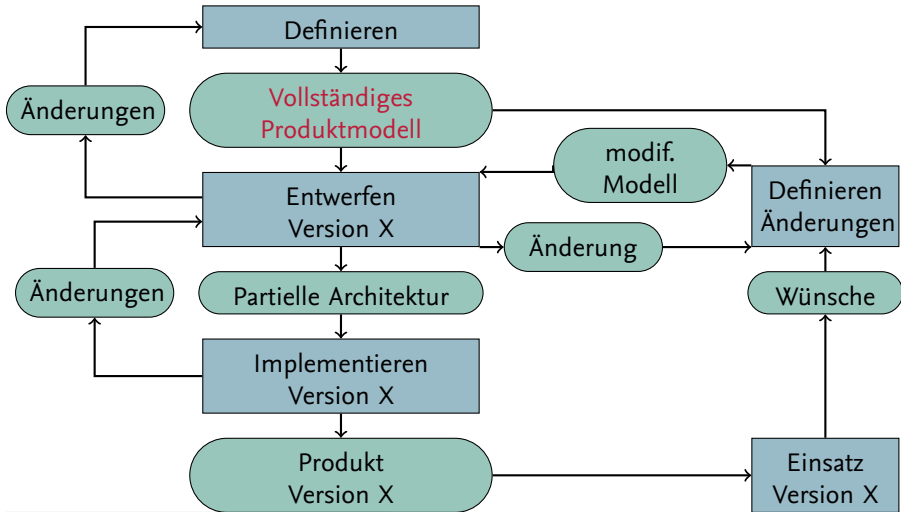 Definieren
Änderungen
Vollständiges
Produktmodell
modif.
Modell
Entwerfen
Version X
Definieren
Änderungen
Änderung
Änderungen
Partielle Architektur
Wünsche
Implementieren
Version X
Produkt
Version X
Einsatz
Version X